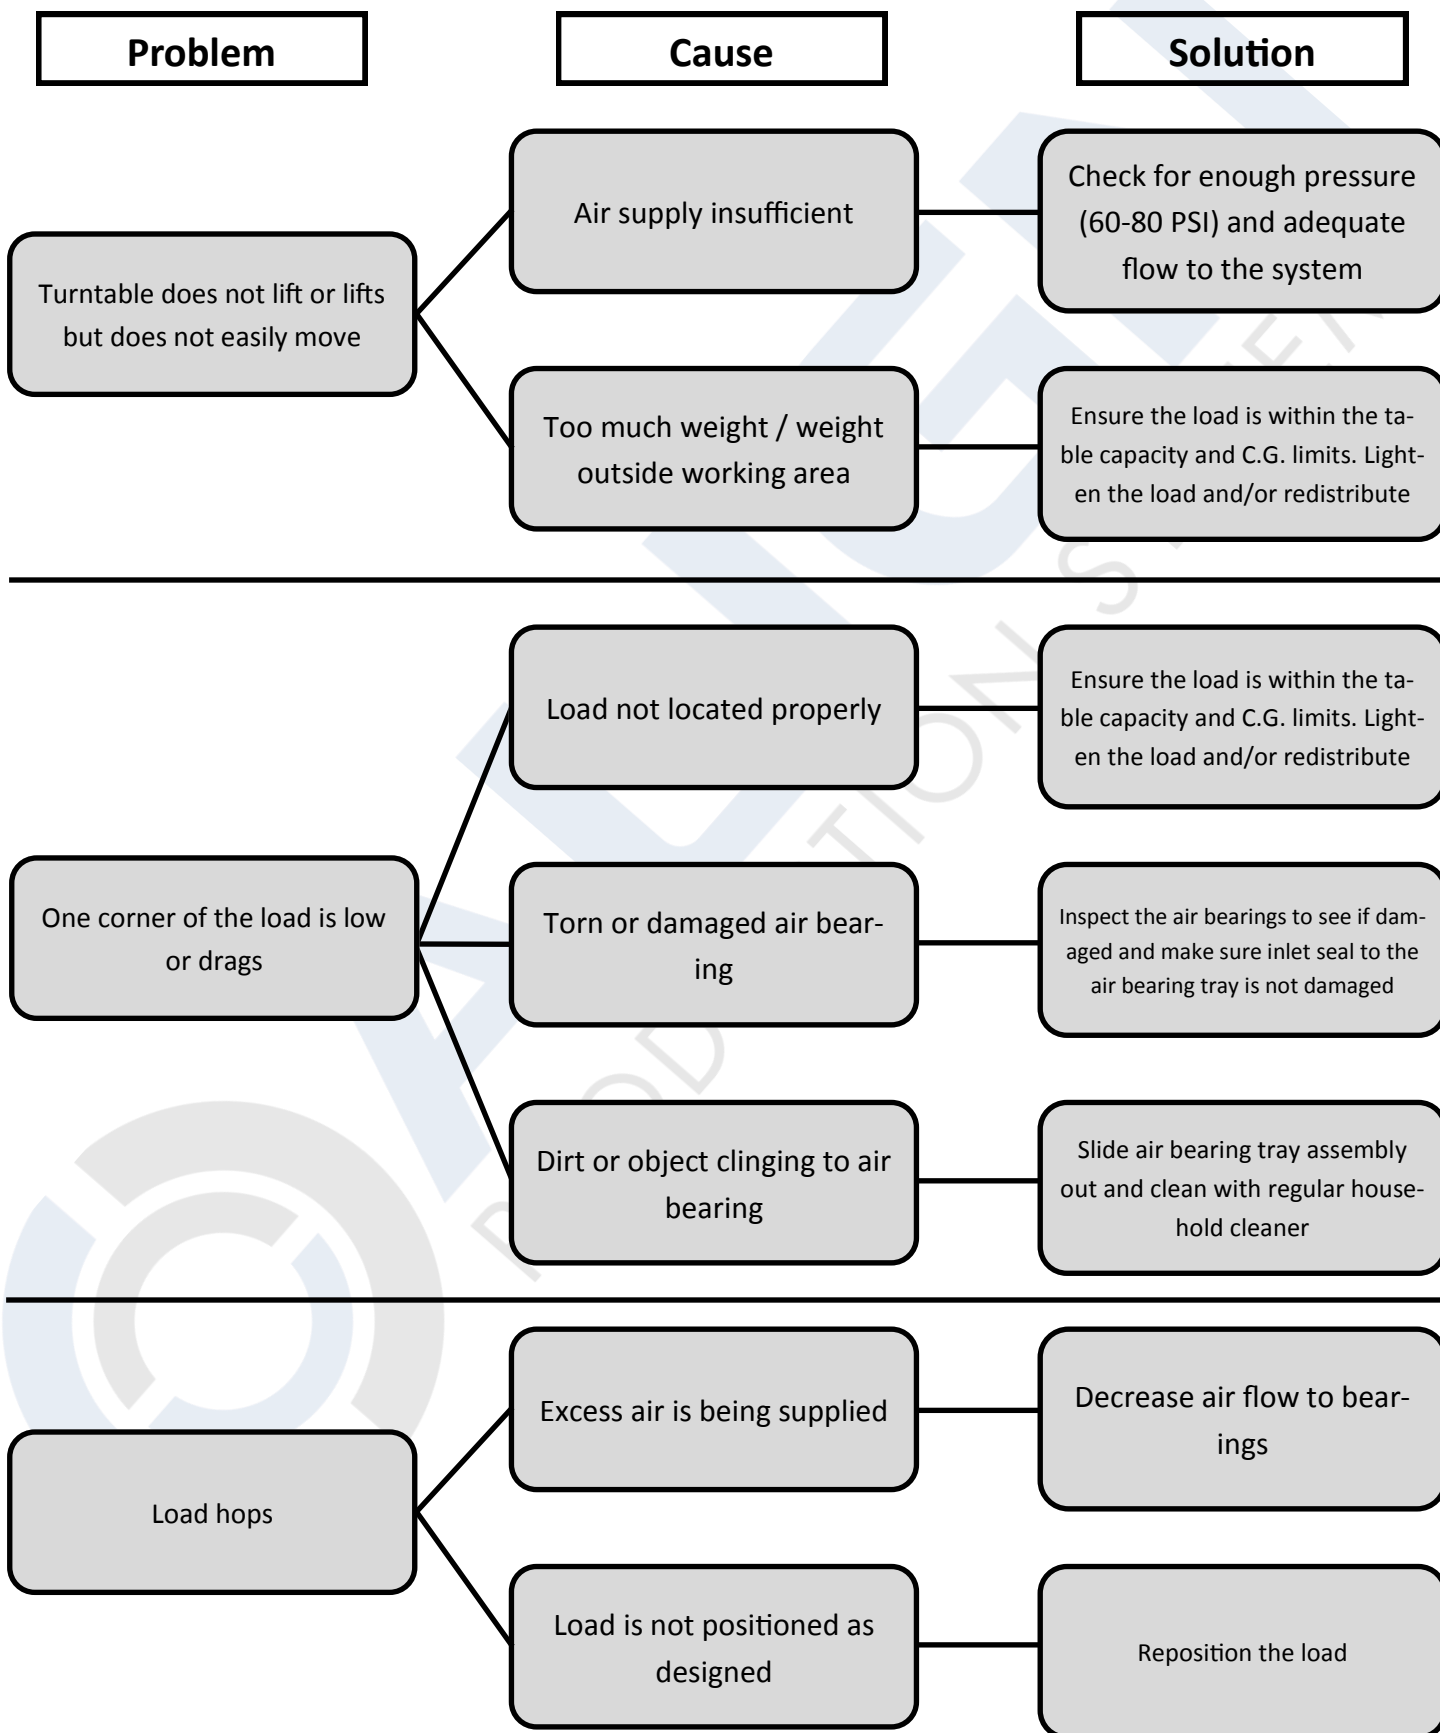 Problem
Cause
Solution
Turntable does not lift or lifts
but does not easily move
Air supply insufficient
Check for enough pressure
(60-80 PSI) and adequate
flow to the system
Too much weight / weight
outside working area
Ensure the load is within the ta-
ble capacity and C.G. limits. Light-
en the load and/or redistribute
One corner of the load is low
or drags
Load not located properly
Ensure the load is within the ta-
ble capacity and C.G. limits. Light-
en the load and/or redistribute
Torn or damaged air bear-
ing
Inspect the air bearings to see if dam-
aged and make sure inlet seal to the
air bearing tray is not damaged
Dirt or object clinging to air
bearing
Slide air bearing tray assembly
out and clean with regular house-
hold cleaner
Load hops
Excess air is being supplied
Decrease air flow to bear-
ings
Load is not positioned as
designed
Reposition the load